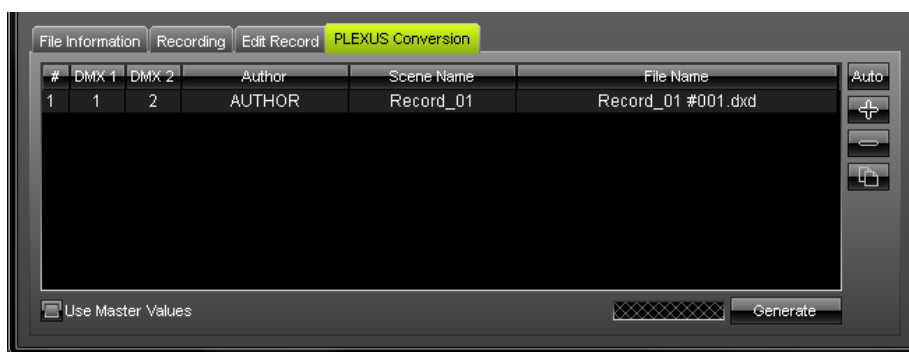 File Information Recording Edit Record PLEXUS Conversion
# DMX 1 DMX 2 Author Scene Name File Name Auto
1 1 2 AUTHOR Record_01 Record_01 #001.dxd
Use Master Values Generate